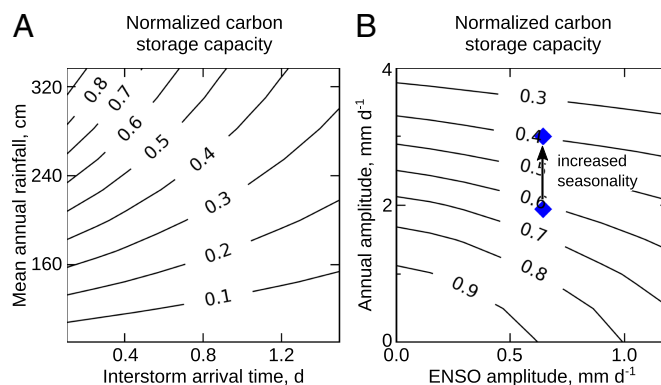 A
Normalized carbon
storage capacity
Mean annual rainfall, cm
320
240
160
0.8
0.7
0.6
0.5
0.4
0.3
0.2
0.1
0.4
0.8
1.2
Interstorm arrival time, d
B
Normalized carbon
storage capacity
Annual amplitude, mm d-1
4
2
0
0.3
0.4
0.5
increased
seasonality
0.6
0.7
0.8
0.9
0.0
0.5
1.0
ENSO amplitude, mm d-1